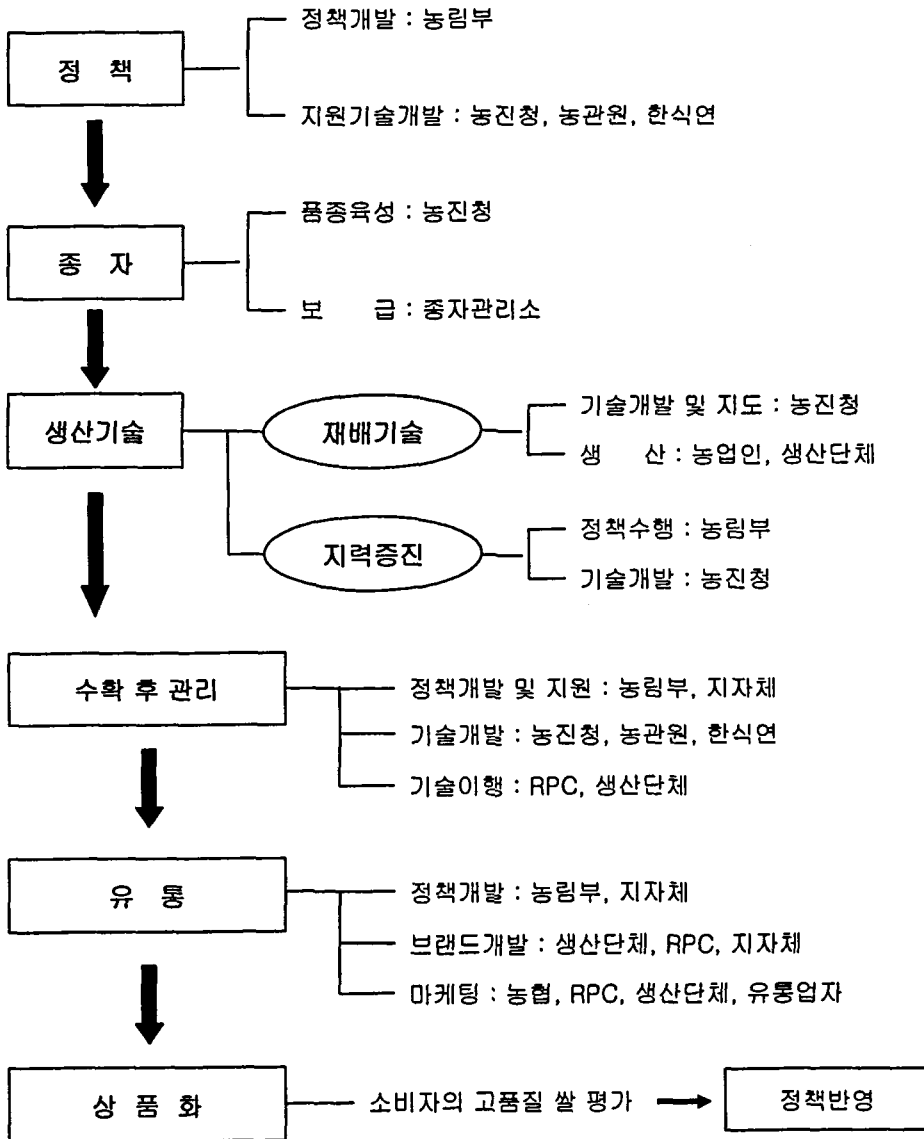 정책개발 : 농림부
정 책
지원기술개발 : 농진청, 농관원, 한식연
품종육성 : 농진청
종 자
보 급 : 종자관리소
생산기술
재배기술
기술개발 및 지도 : 농진청
생 산 : 농업인, 생산단체
지력증진
정책수행 : 농림부
기술개발 : 농진청
수확 후 관리
정책개발 및 지원 : 농림부, 지자체
기술개발 : 농진청, 농관원, 한식연
기술이행 : RPC, 생산단체
유 통
정책개발 : 농림부, 지자체
브랜드개발 : 생산단체, RPC, 지자체
마케팅 : 농협, RPC, 생산단체, 유통업자
상 품 화
소비자의 고품질 쌀 평가
정책반영